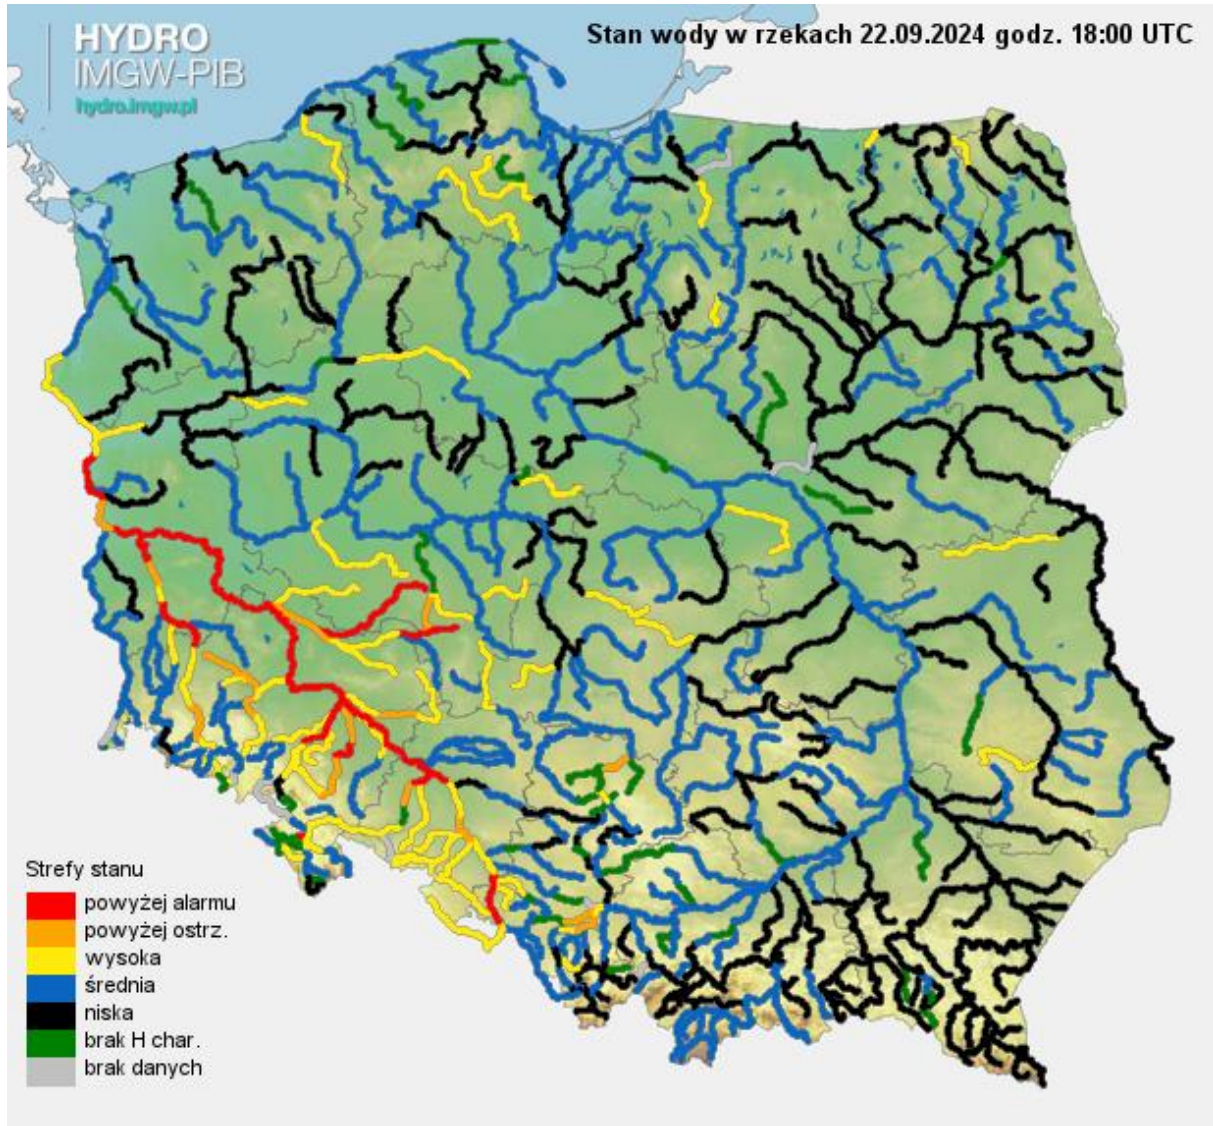 HYDRO
IMGW-PIB
hydro.imgw.pl
Stan wody w rzekach 22.09.2024 godz. 18:00 UTC
Strefy stanu
powyżej alarmu
powyżej ostrz.
wysoka
średnia
niska
brak H char.
brak danych